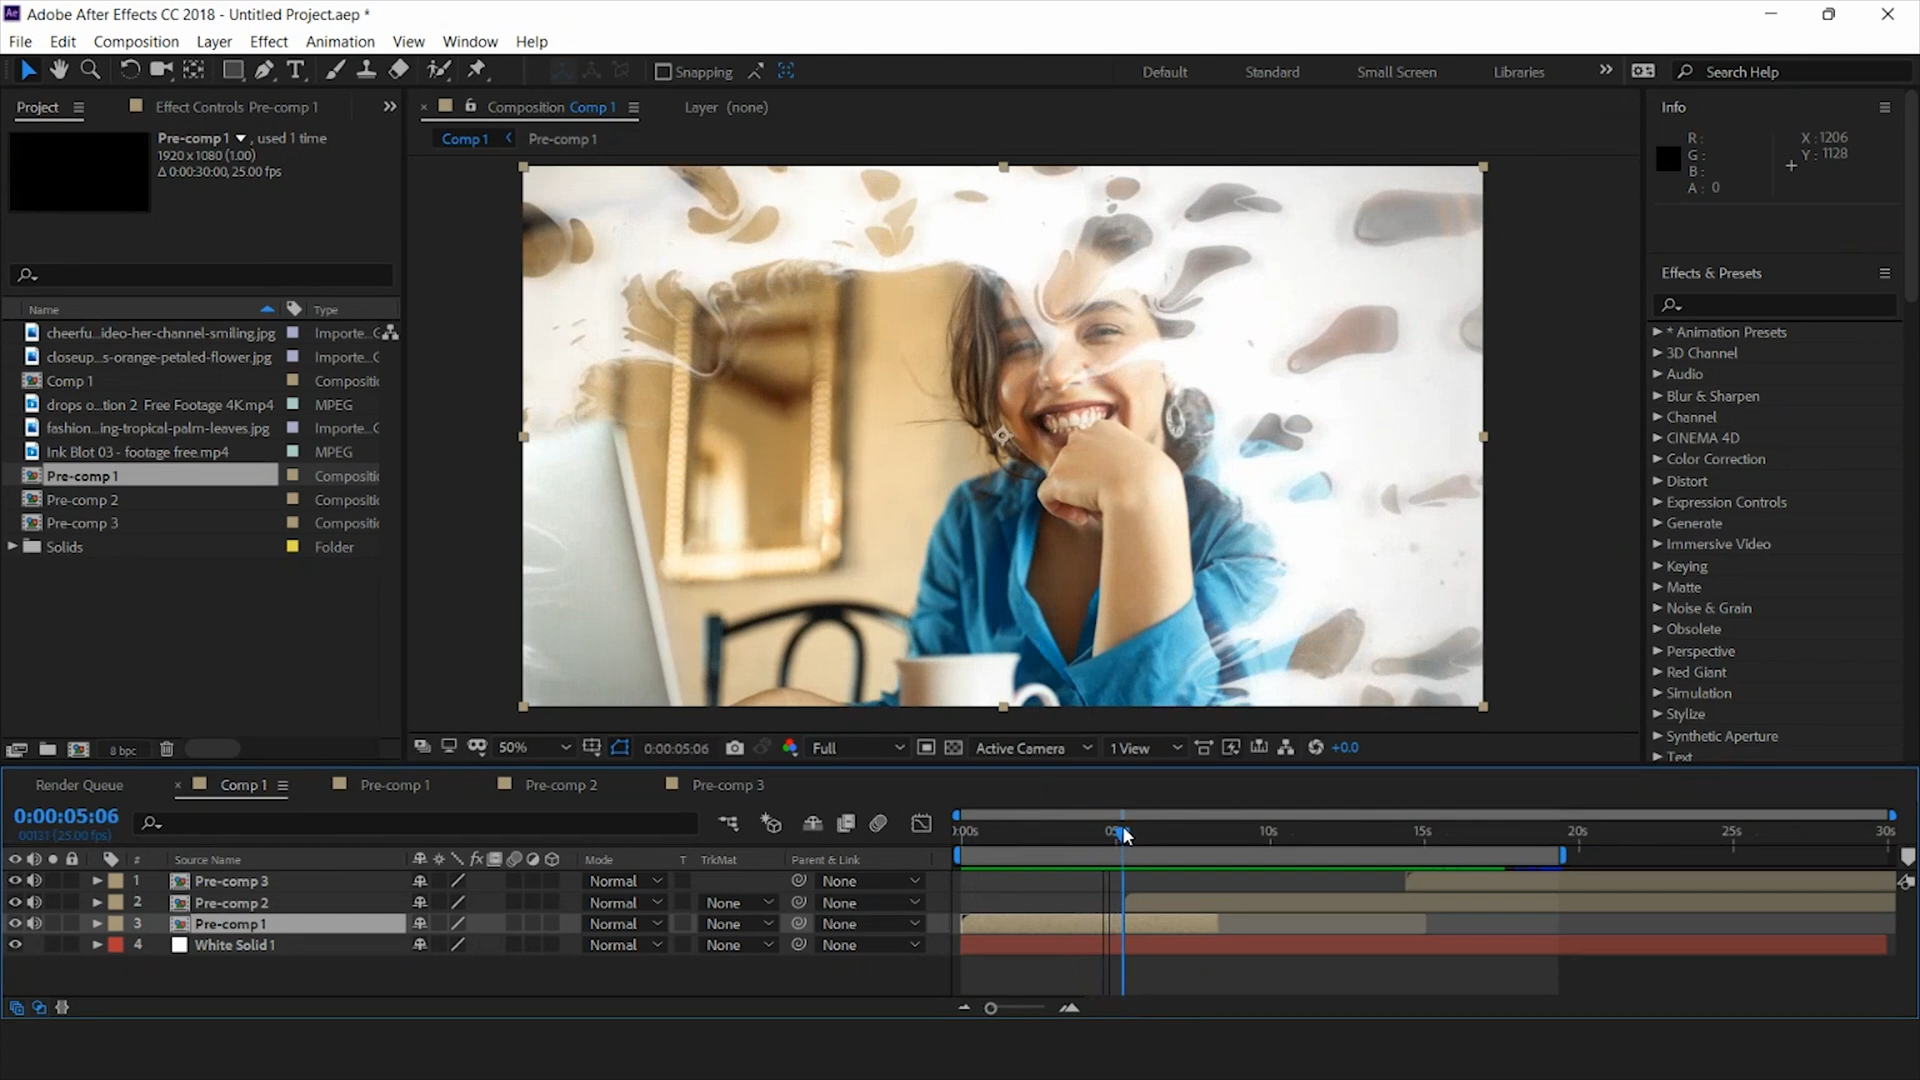 Adobe After Effects CC 2018 - Untitled Project.aep *
File Edit Composition Layer Effect Animation View Window Help
Snapping Default Standard Small Screen Libraries Search Help
Project Effect Controls Pre-comp 1 Composition Comp 1 Layer (none) Info
Comp 1 Pre-comp 1
Pre-comp 1 , used 1 time
1920 x 1080 (1.00)
Δ 0:00:30:00, 25.00 fps
R :
G :
B :
A : 0
X : 1206
Y : 1128
Effects & Presets
Name Type
cheerfu...ideo-her-channel-smiling.jpg Importe...G
closeup...s-orange-petaled-flower.jpg Importe...G
Comp 1 Compositic
drops o...tion 2 Free Footage 4K.mp4 MPEG
fashion...ing-tropical-palm-leaves.jpg Importe...G
Ink Blot 03 - footage free.mp4 MPEG
Pre-comp 1 Compositic
Pre-comp 2 Compositic
Pre-comp 3 Compositic
Solids Folder
* Animation Presets
3D Channel
Audio
Blur & Sharpen
Channel
CINEMA 4D
Color Correction
Distort
Expression Controls
Generate
Immersive Video
Keying
Matte
Noise & Grain
Obsolete
Perspective
Red Giant
Simulation
Stylize
Synthetic Aperture
Text
8 bpc 50% 0:00:05:06 Full Active Camera 1 View +0.0
Render Queue Comp 1 Pre-comp 1 Pre-comp 2 Pre-comp 3
0:00:05:06
00131 (25.00 fps)
):00s 05s 10s 15s 20s 25s 30s
# Source Name fx Mode T TrkMat Parent & Link
1 Pre-comp 3 Normal None
2 Pre-comp 2 Normal None None
3 Pre-comp 1 Normal None None
4 White Solid 1 Normal None None